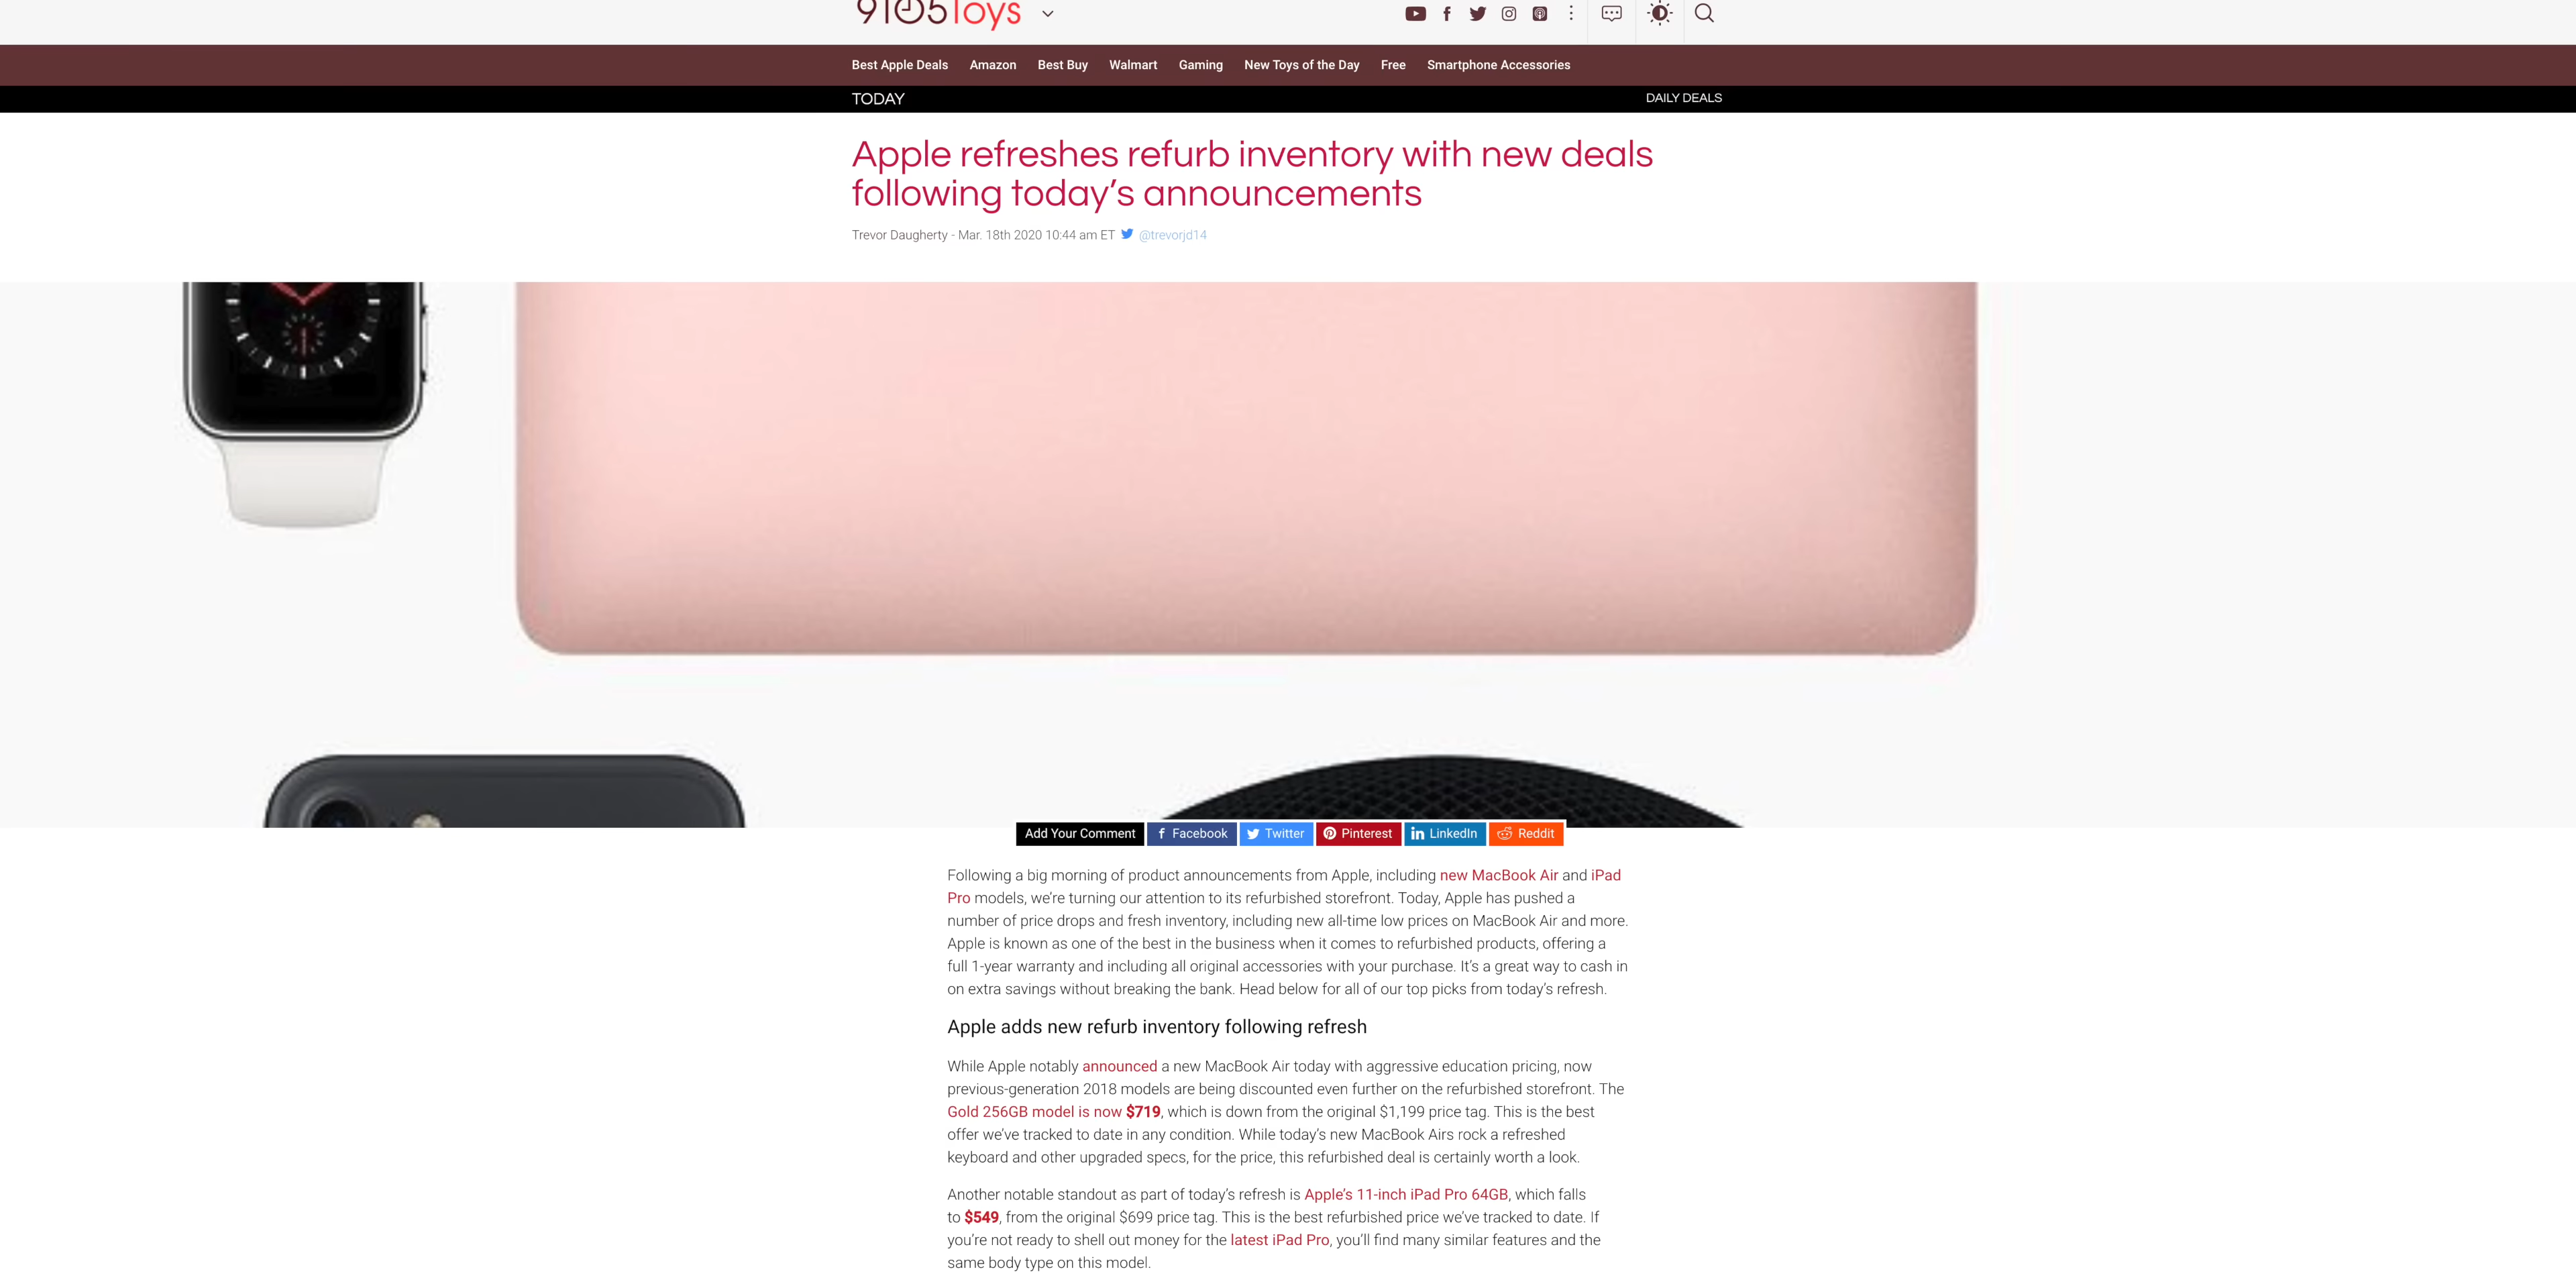 9TO5Toys
Best Apple Deals Amazon Best Buy Walmart Gaming New Toys of the Day Free Smartphone Accessories
TODAY DAILY DEALS
Apple refreshes refurb inventory with new deals
following today’s announcements
Trevor Daugherty - Mar. 18th 2020 10:44 am ET @trevorjd14
Add Your Comment Facebook Twitter Pinterest LinkedIn Reddit
Following a big morning of product announcements from Apple, including new MacBook Air and iPad
Pro models, we’re turning our attention to its refurbished storefront. Today, Apple has pushed a
number of price drops and fresh inventory, including new all-time low prices on MacBook Air and more.
Apple is known as one of the best in the business when it comes to refurbished products, offering a
full 1-year warranty and including all original accessories with your purchase. It’s a great way to cash in
on extra savings without breaking the bank. Head below for all of our top picks from today’s refresh.
Apple adds new refurb inventory following refresh
While Apple notably announced a new MacBook Air today with aggressive education pricing, now
previous-generation 2018 models are being discounted even further on the refurbished storefront. The
Gold 256GB model is now $719, which is down from the original $1,199 price tag. This is the best
offer we’ve tracked to date in any condition. While today’s new MacBook Airs rock a refreshed
keyboard and other upgraded specs, for the price, this refurbished deal is certainly worth a look.
Another notable standout as part of today’s refresh is Apple’s 11-inch iPad Pro 64GB, which falls
to $549, from the original $699 price tag. This is the best refurbished price we’ve tracked to date. If
you’re not ready to shell out money for the latest iPad Pro, you’ll find many similar features and the
same body type on this model.